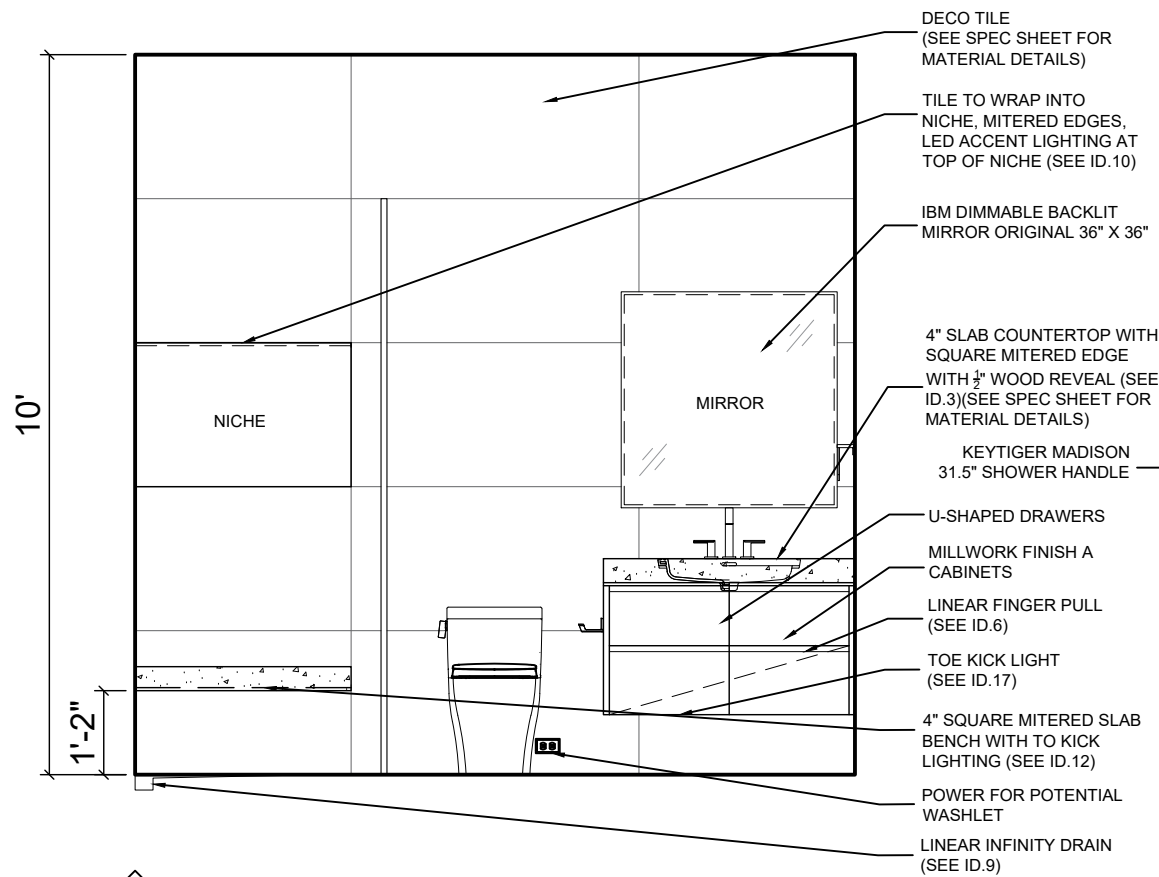 DECO TILE
(SEE SPEC SHEET FOR
MATERIAL DETAILS)
TILE TO WRAP INTO
NICHE, MITERED EDGES,
LED ACCENT LIGHTING AT
TOP OF NICHE (SEE ID.10)
IBM DIMMABLE BACKLIT
MIRROR ORIGINAL 36" X 36"
4" SLAB COUNTERTOP WITH
SQUARE MITERED EDGE
WITH 1/2" WOOD REVEAL (SEE
ID.3)(SEE SPEC SHEET FOR
MATERIAL DETAILS)
KEYTIGER MADISON
31.5" SHOWER HANDLE
U-SHAPED DRAWERS
MILLWORK FINISH A
CABINETS
LINEAR FINGER PULL
(SEE ID.6)
TOE KICK LIGHT
(SEE ID.17)
4" SQUARE MITERED SLAB
BENCH WITH TO KICK
LIGHTING (SEE ID.12)
POWER FOR POTENTIAL
WASHLET
LINEAR INFINITY DRAIN
(SEE ID.9)
10'
1'-2"
NICHE
MIRROR